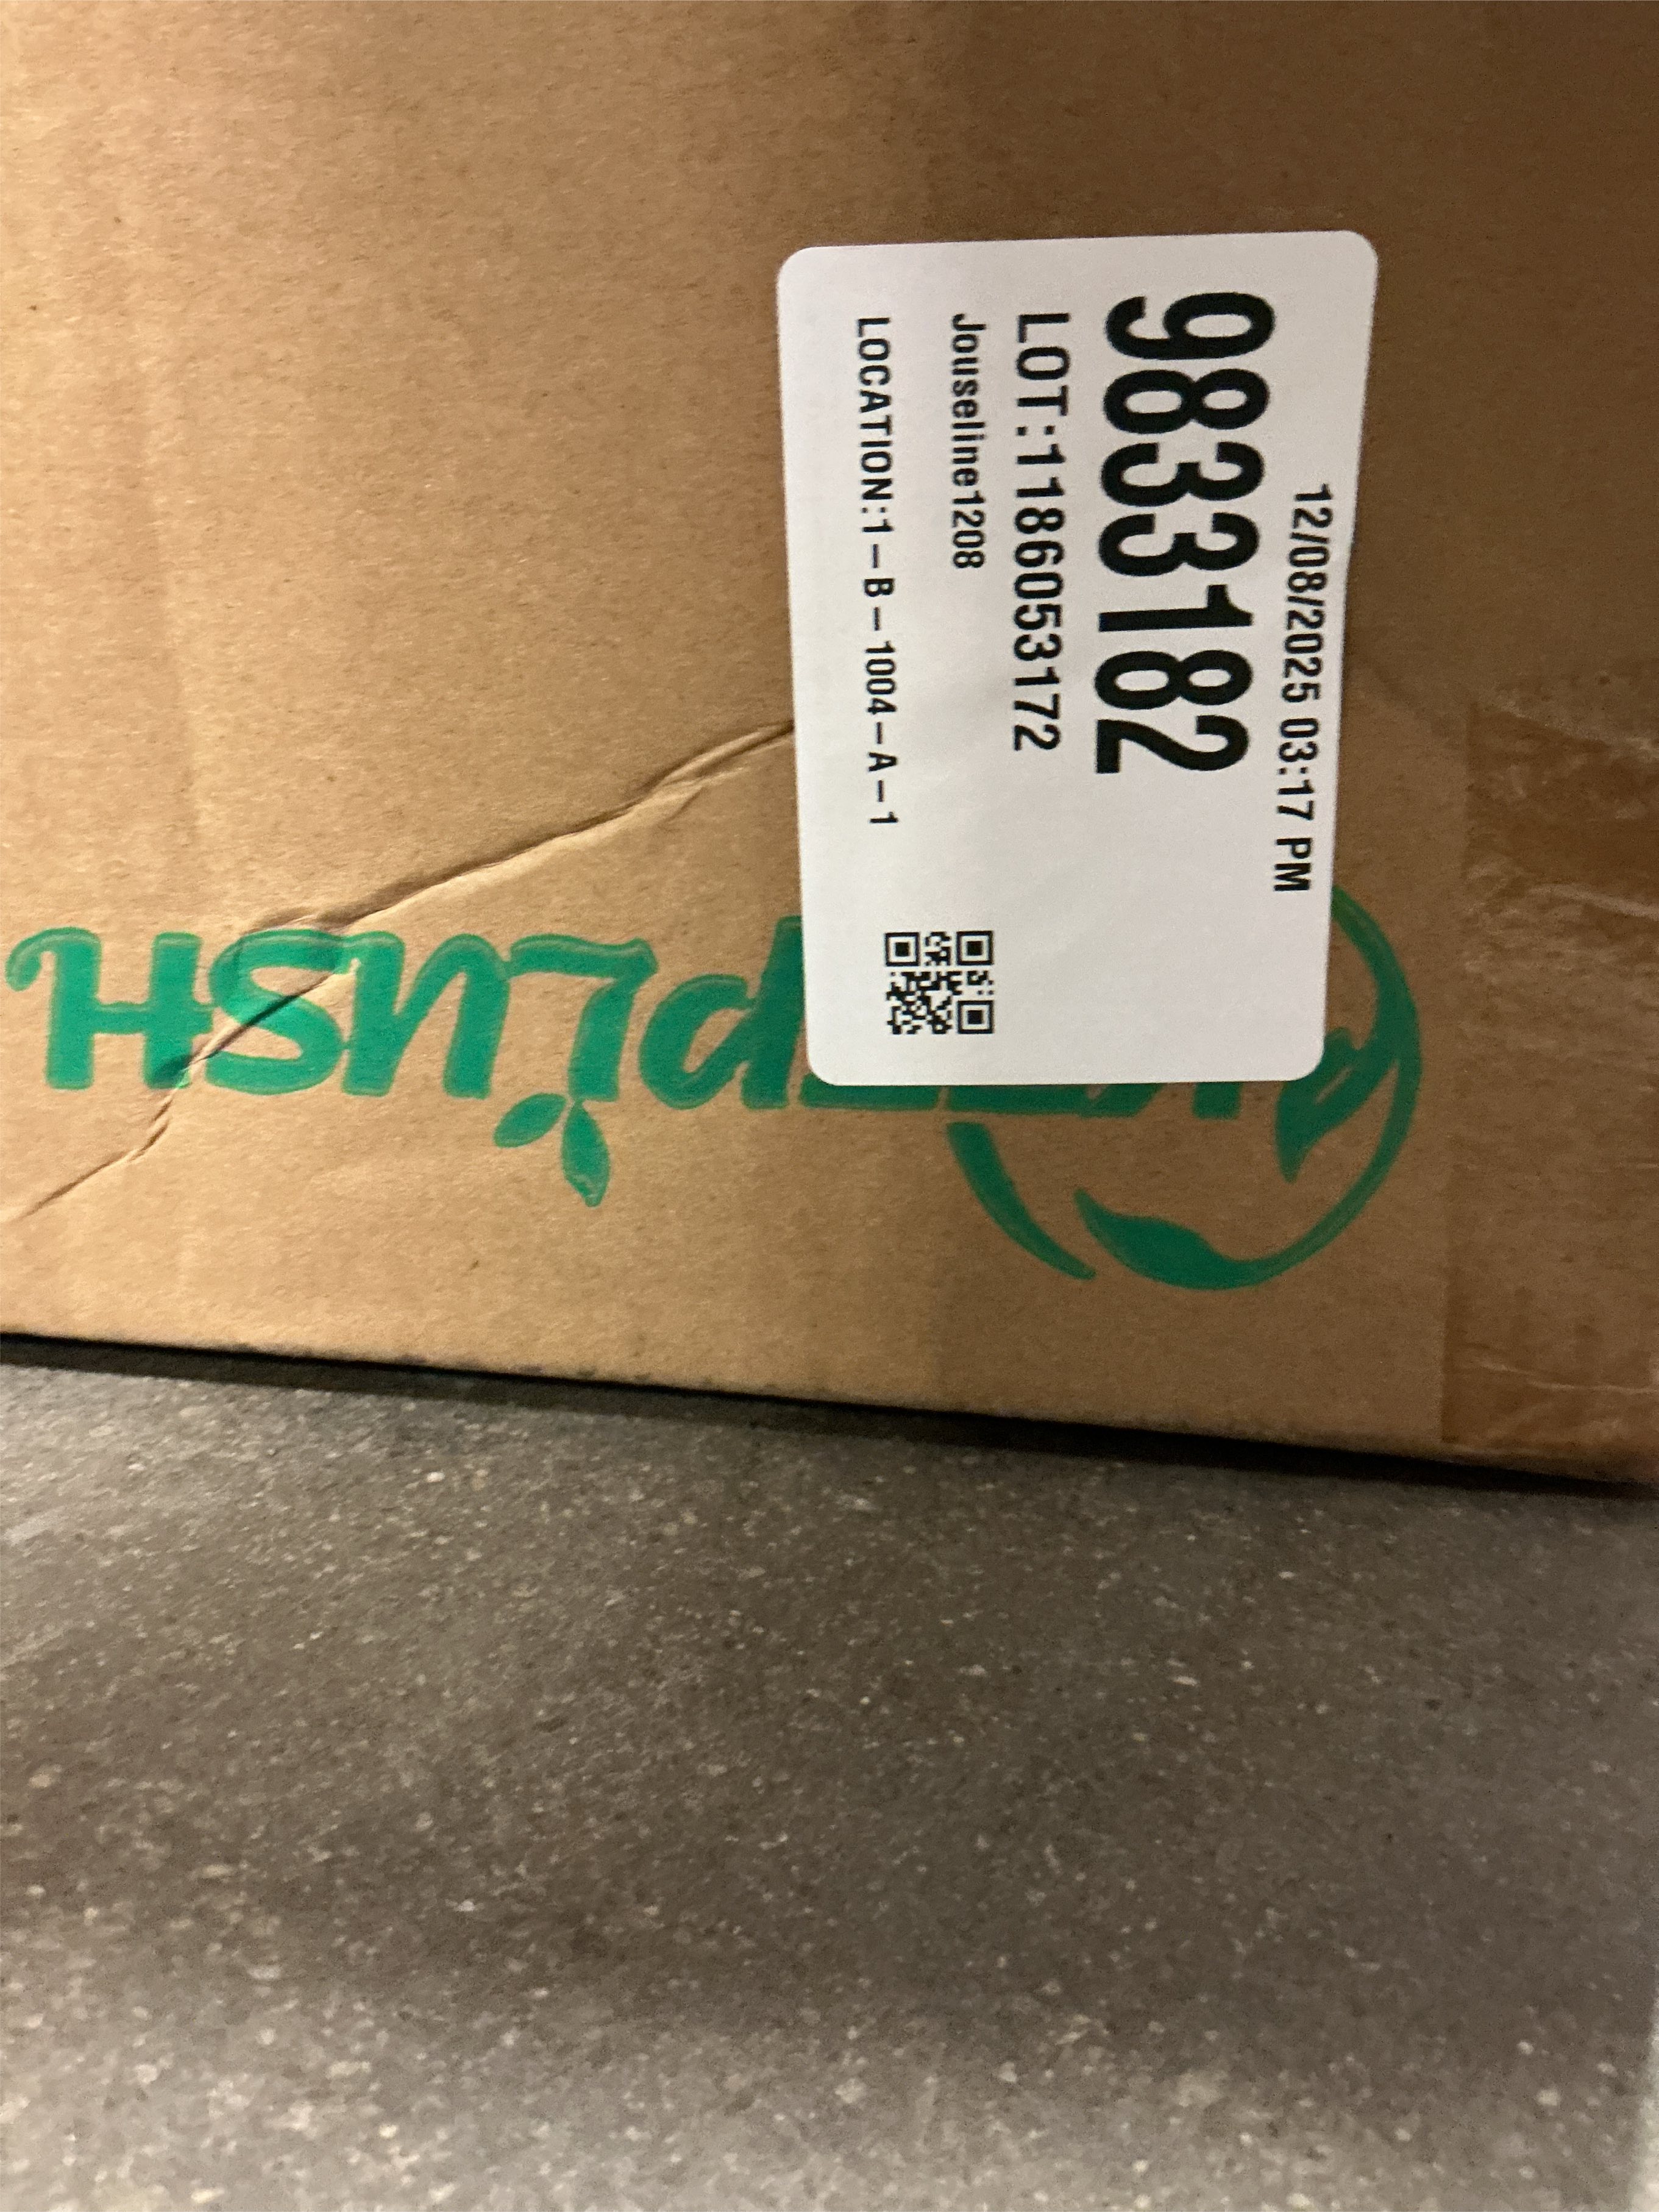 12/08/2025 03:17 PM
9833182
LOT:1186053172
Jouseline1208
LOCATION:1-B-1004-A-1